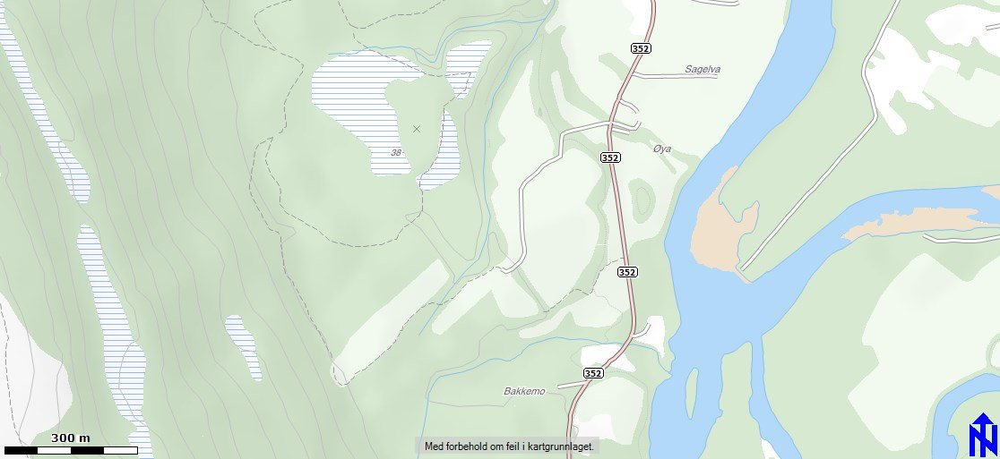 352
Sagelva
Øya
38
352
352
Bakkemo
352
300 m
Med forbehold om feil i kartgrunnlaget.
N